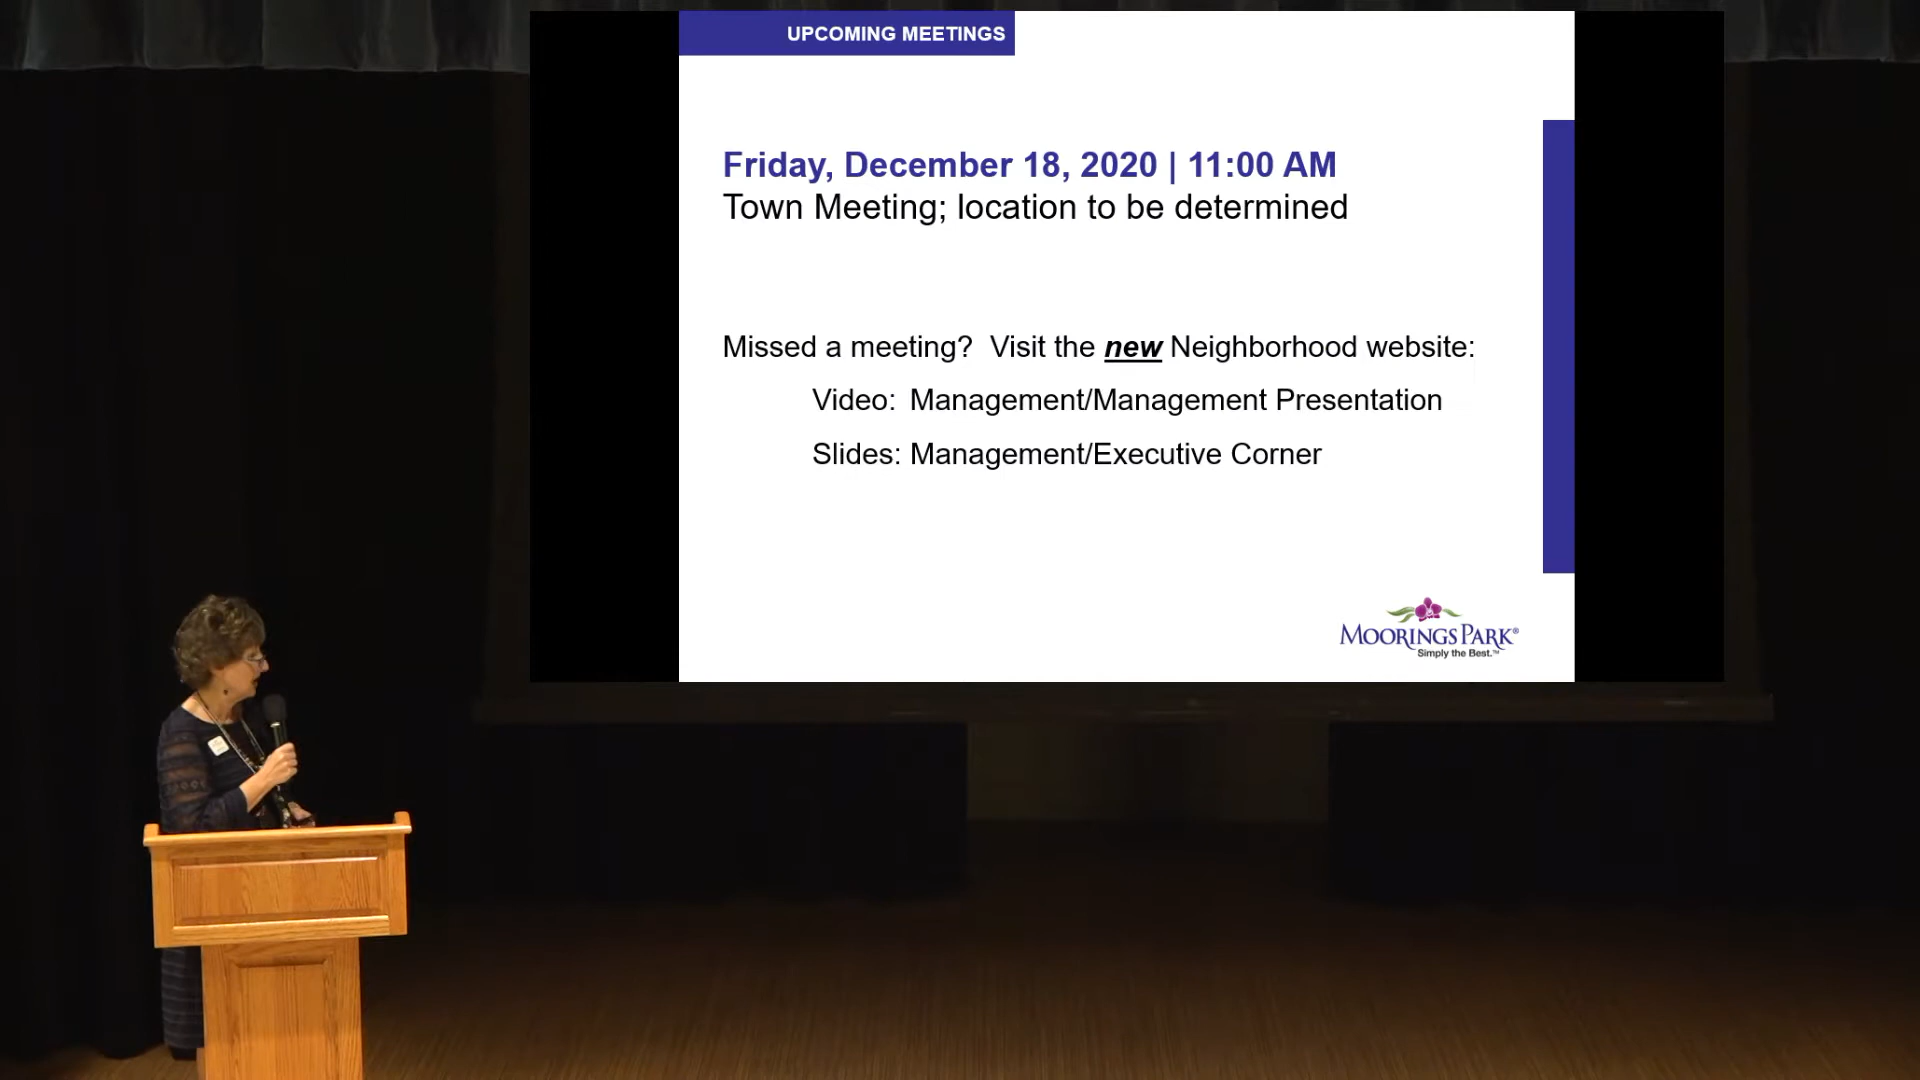 UPCOMING MEETINGS
Friday, December 18, 2020 | 11:00 AM
Town Meeting; location to be determined
Missed a meeting? Visit the new Neighborhood website:
Video: Management/Management Presentation
Slides: Management/Executive Corner
MOORINGS PARK®
Simply the Best.™